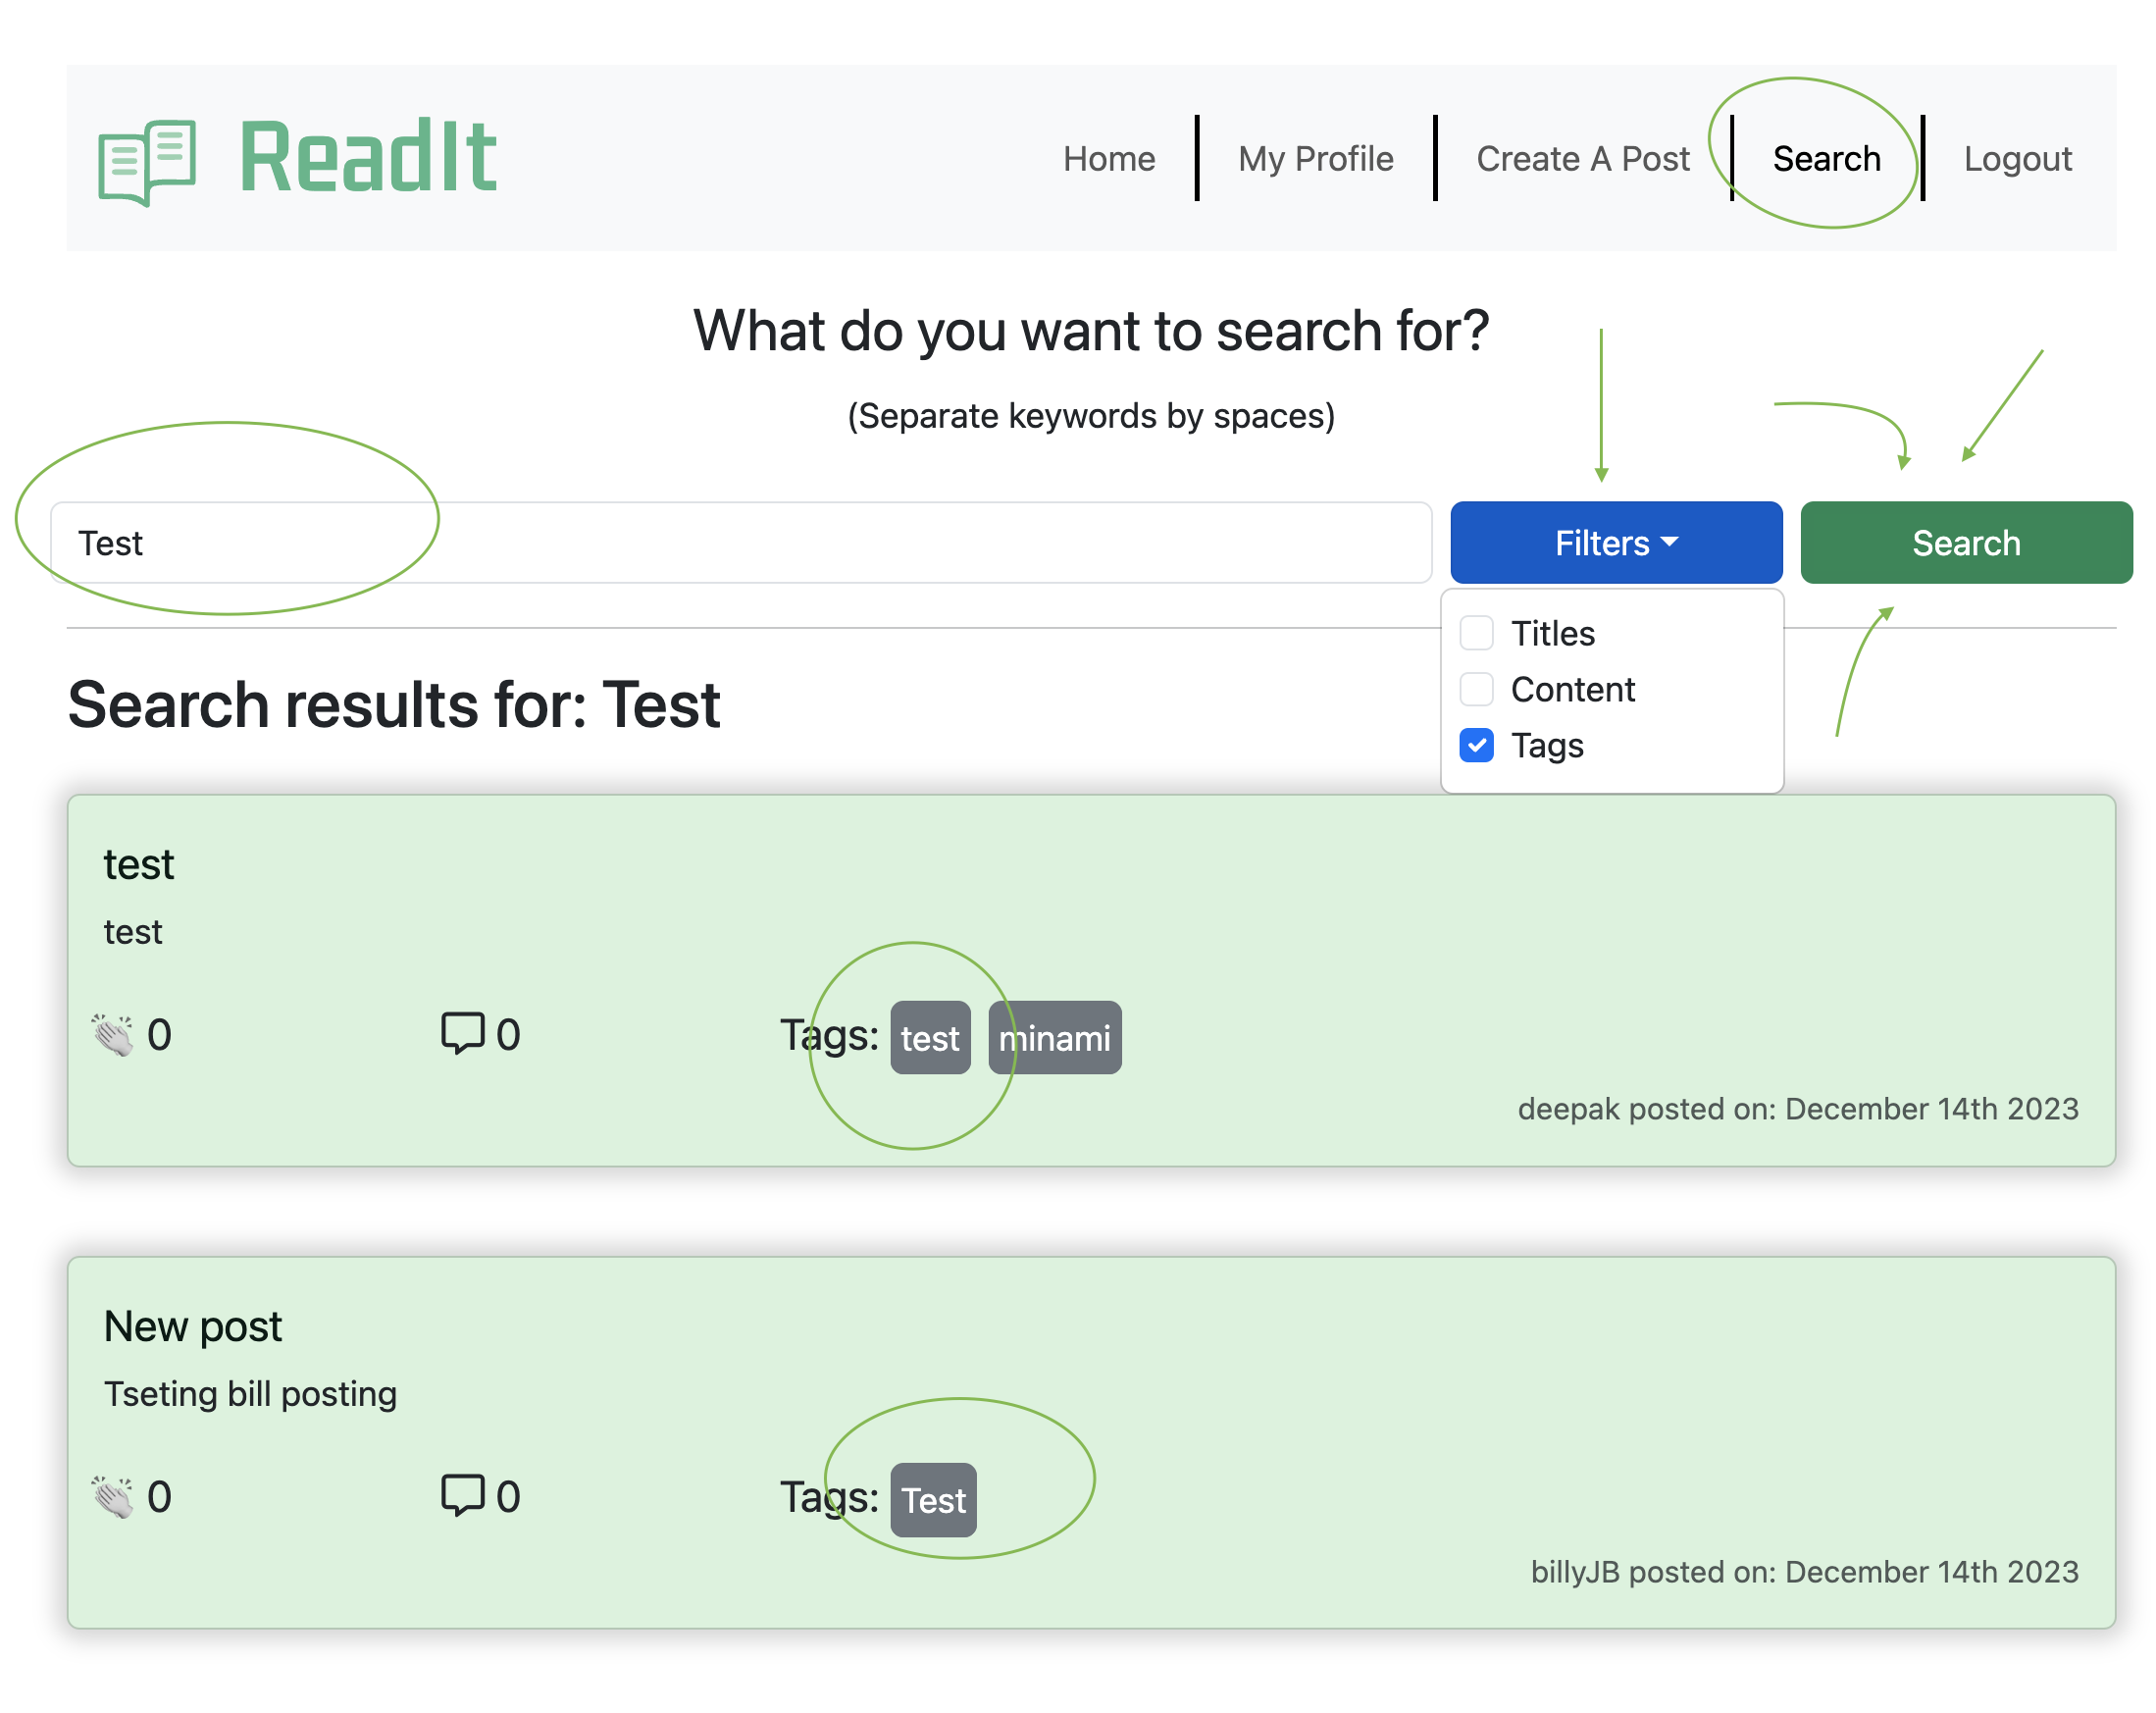 ReadIt
Home My Profile Create A Post Search Logout
What do you want to search for?
(Separate keywords by spaces)
Test Filters Search
Titles
Content
Tags
Search results for: Test
test
test
0 0 Tags: test minami
deepak posted on: December 14th 2023
New post
Tseting bill posting
0 0 Tags: Test
billyJB posted on: December 14th 2023